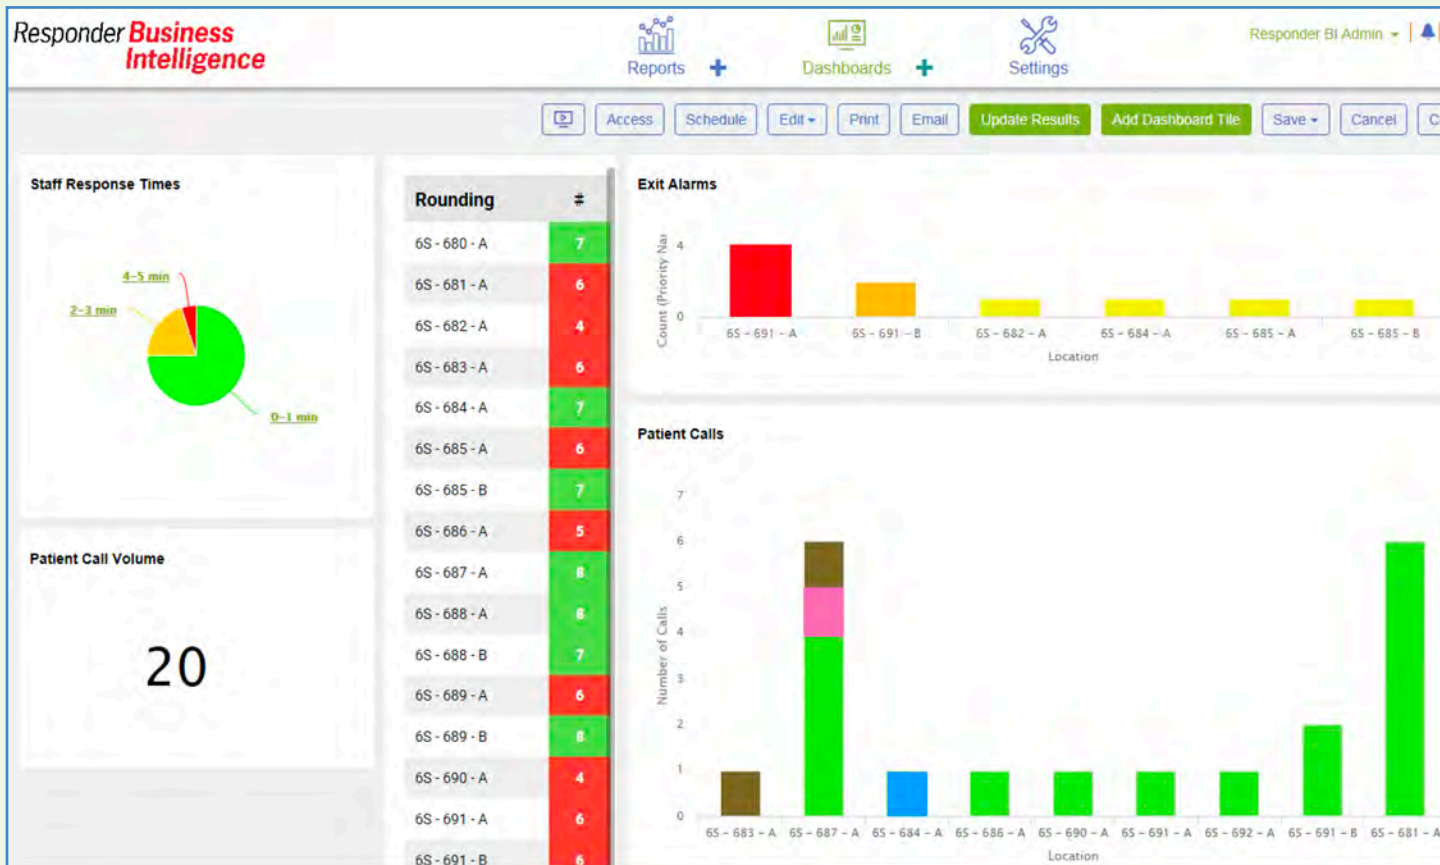 Responder Business
Intelligence
Reports
Dashboards
Settings
Responder BI Admin
Access
Schedule
Edit
Print
Email
Update Results
Add Dashboard Tile
Save
Cancel
Staff Response Times
4-5 min
2-3 min
0-1 min
Patient Call Volume
20
Rounding #
6S - 680 - A 7
6S - 681 - A 6
6S - 682 - A 4
6S - 683 - A 6
6S - 684 - A 7
6S - 685 - A 6
6S - 685 - B 7
6S - 686 - A 5
6S - 687 - A 8
6S - 688 - A 8
6S - 688 - B 7
6S - 689 - A 6
6S - 689 - B 8
6S - 690 - A 4
6S - 691 - A 6
6S - 691 - B 6
Exit Alarms
Count (Priority Nar
4
0
6S - 691 - A 6S - 691 - B 6S - 682 - A 6S - 684 - A 6S - 685 - A 6S - 685 - B
Location
Patient Calls
Number of Calls
7
6
5
4
3
2
1
0
6S - 683 - A 6S - 687 - A 6S - 684 - A 6S - 686 - A 6S - 690 - A 6S - 691 - A 6S - 692 - A 6S - 691 - B 6S - 681 - A
Location